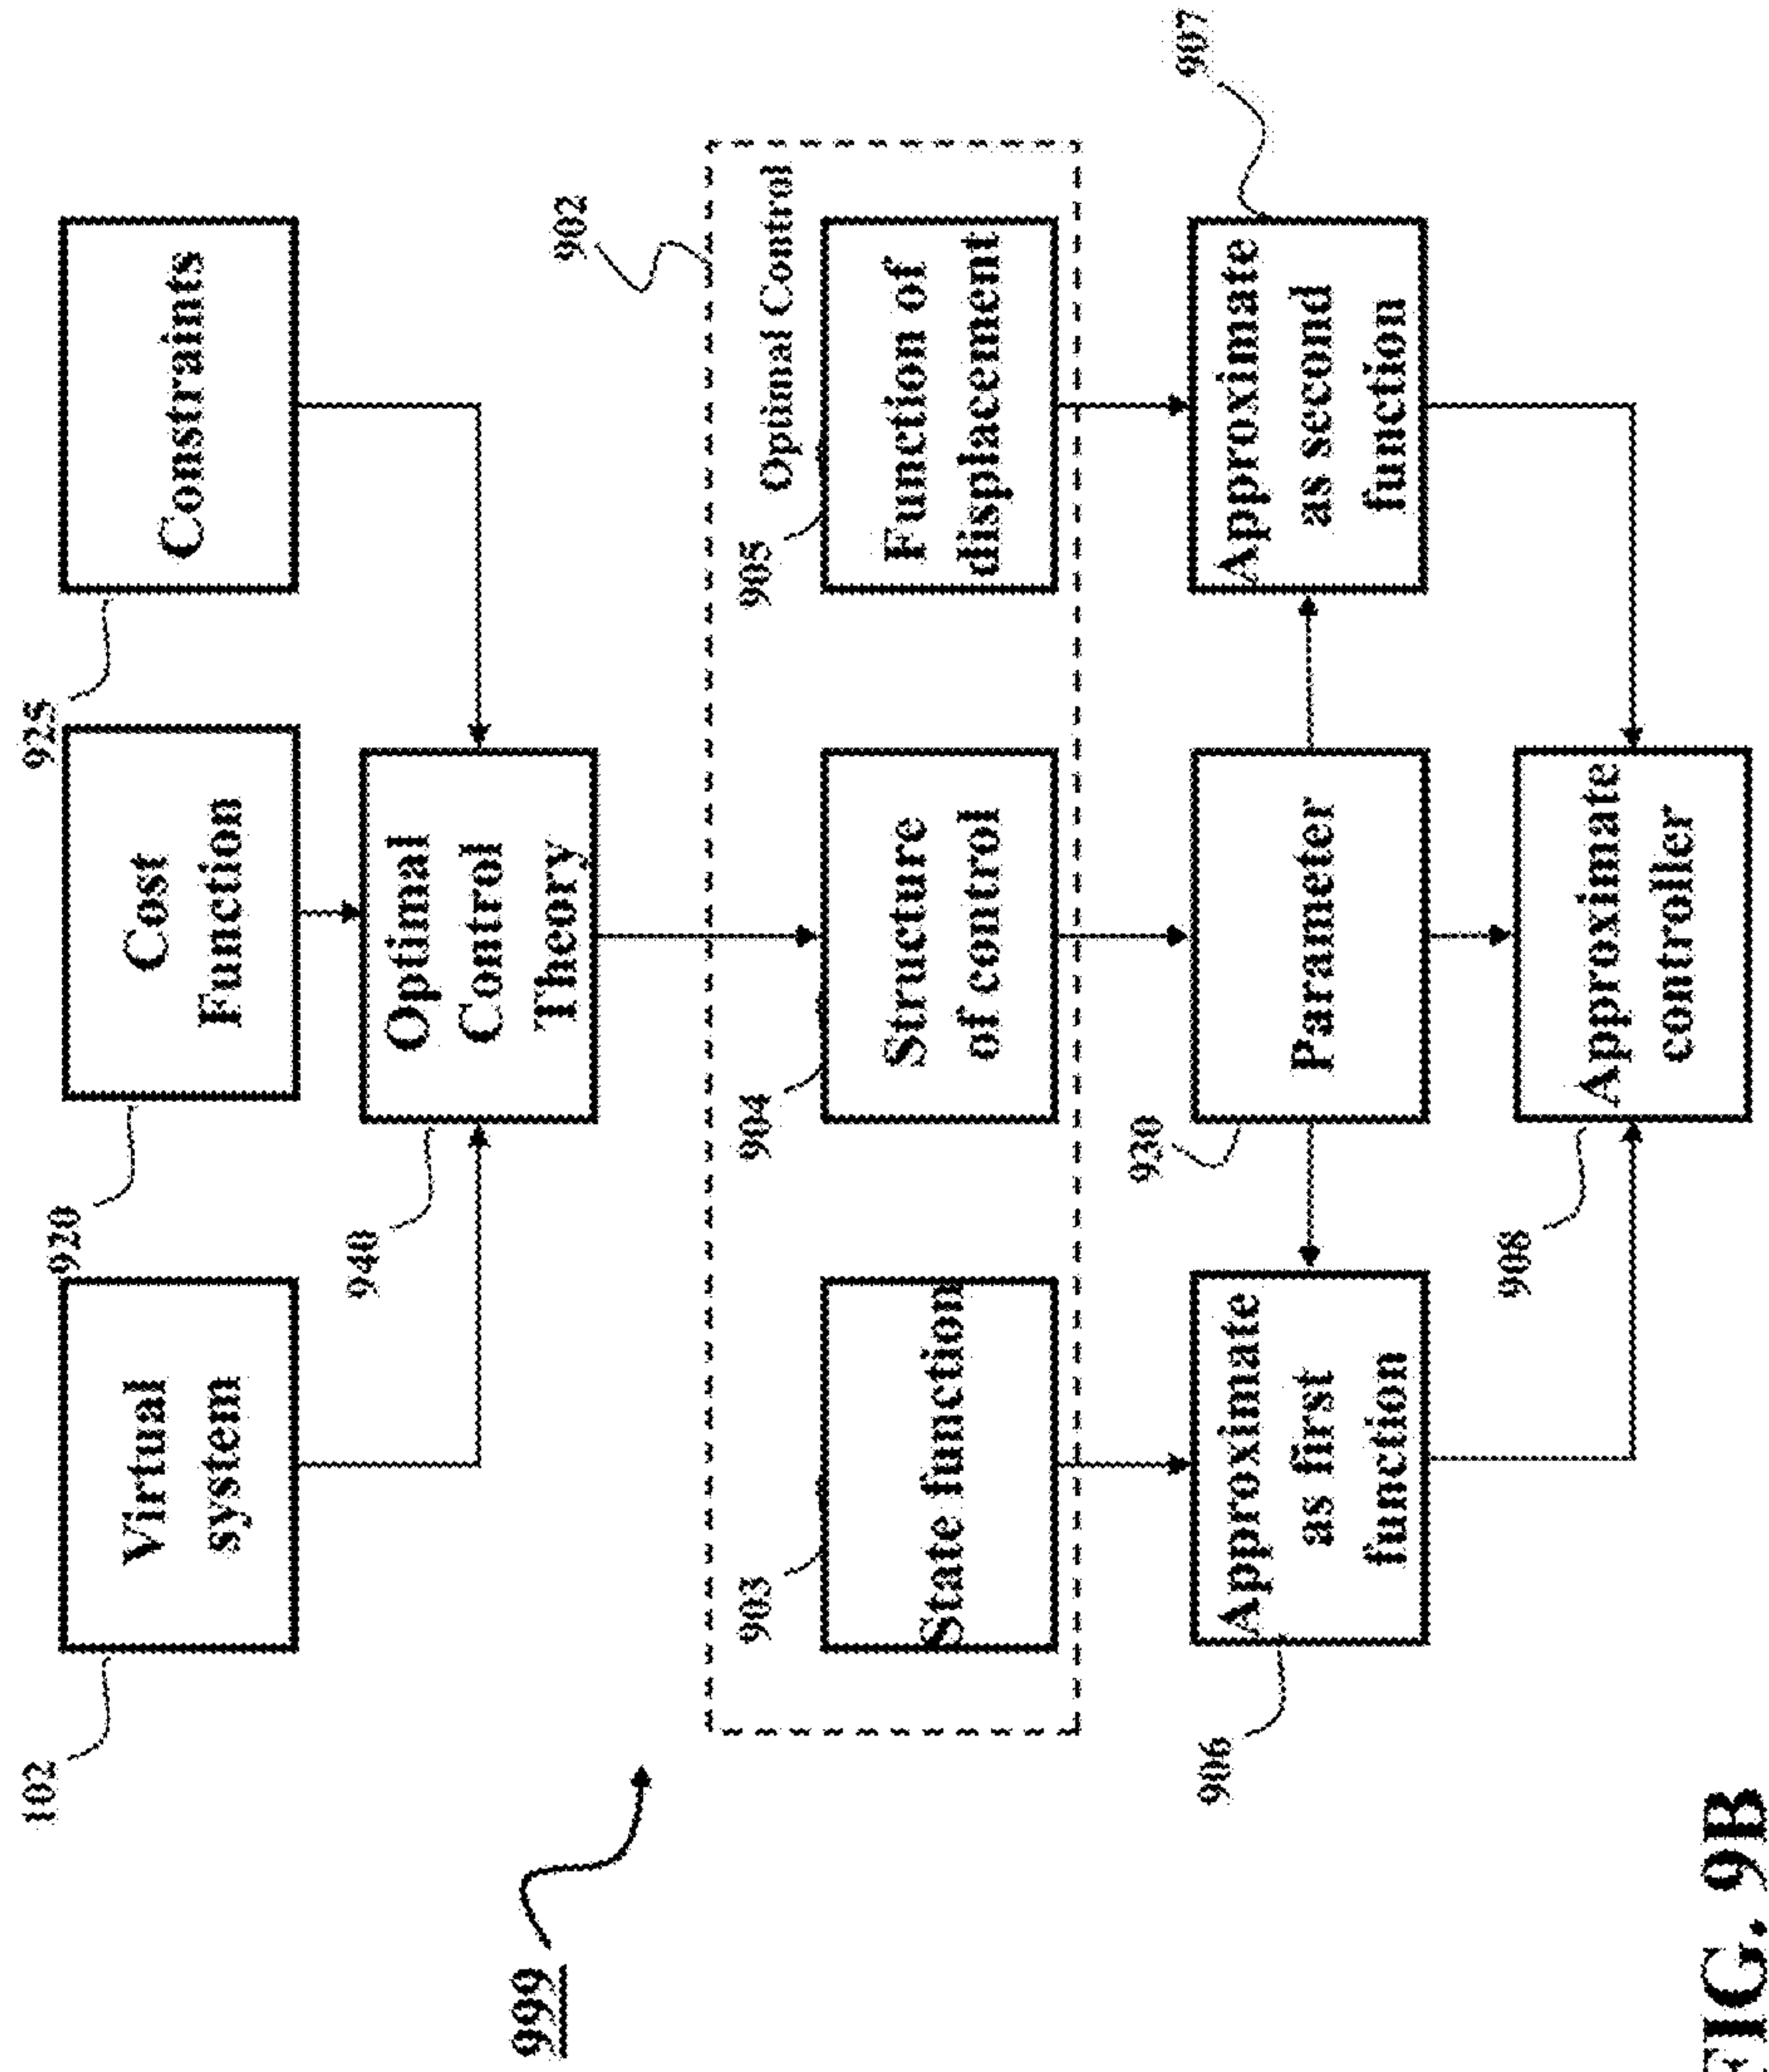 102
Virtual
system
920
Cost
Function
925
Constraints
940
Optimal
Control
Theory
999
902
Optimal Control
903
State function
904
Structure
of control
905
Function of
displacement
906
Approximate
as first
function
930
Parameter
907
Approximate
as second
function
908
Approximate
controller
FIG. 9B